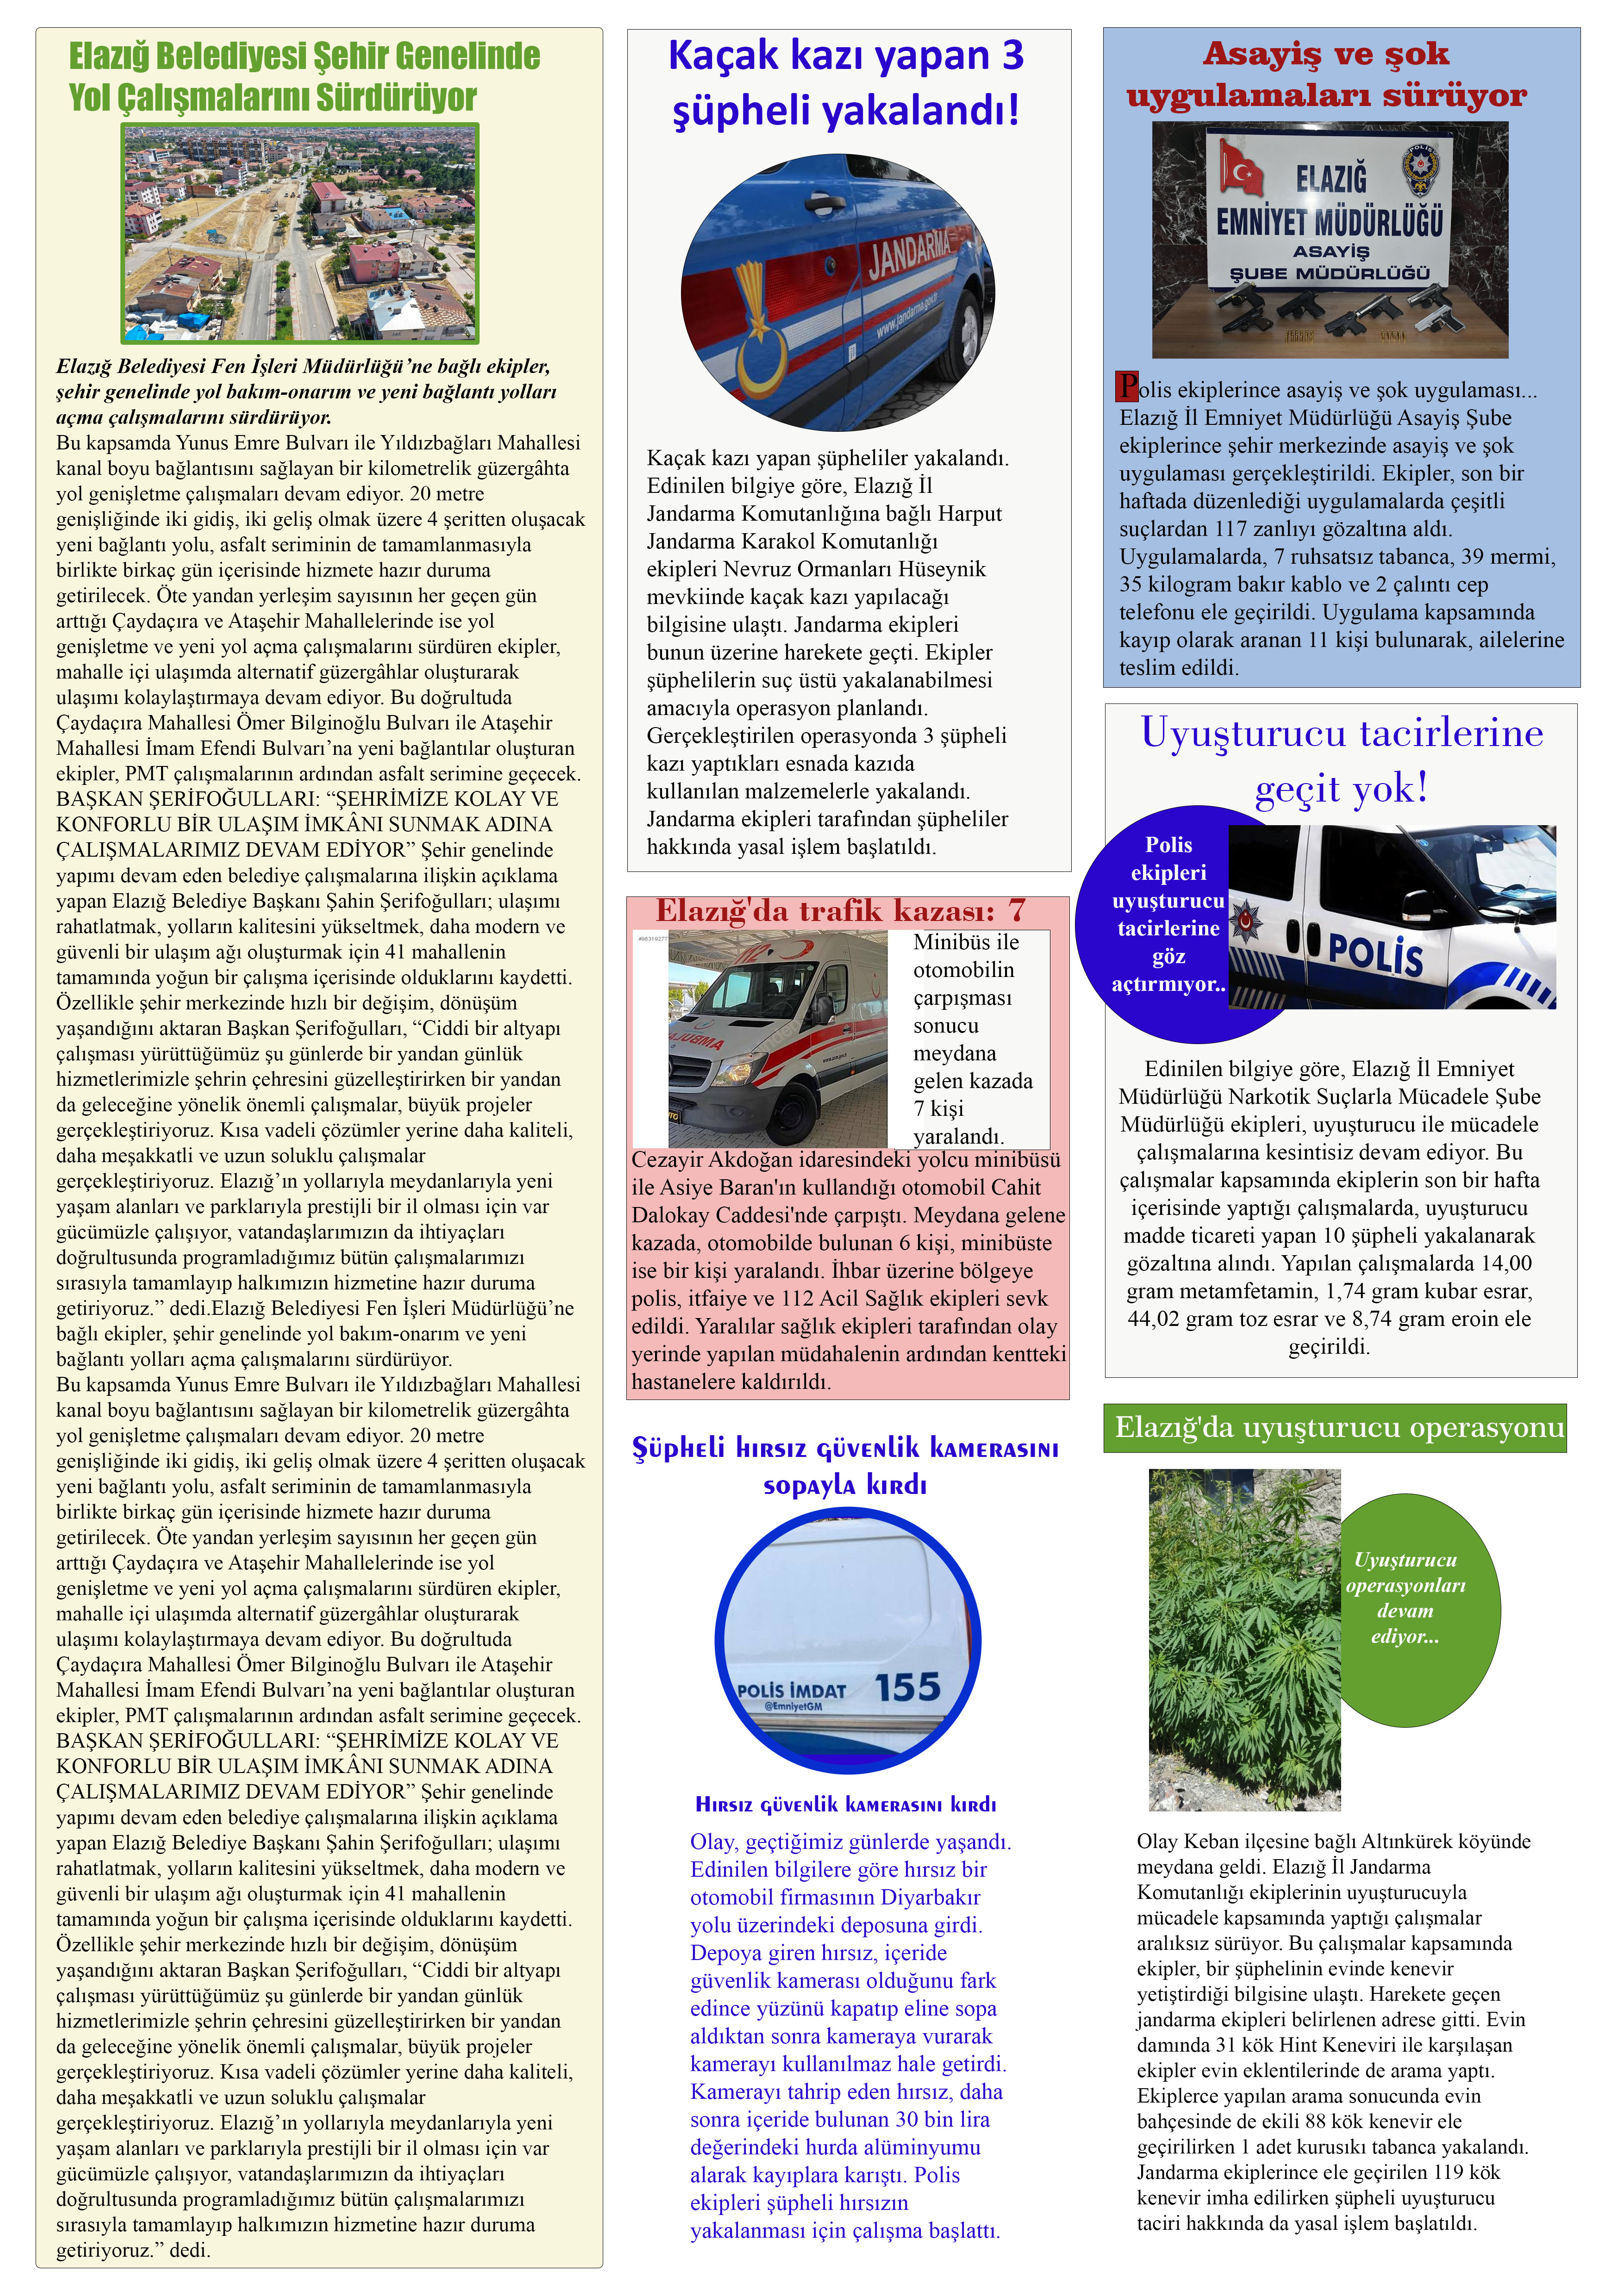 Elazığ Belediyesi Şehir Genelinde
Yol Çalışmalarını Sürdürüyor
Elazığ Belediyesi Fen İşleri Müdürlüğü’ne bağlı ekipler,
şehir genelinde yol bakım-onarım ve yeni bağlantı yolları
açma çalışmalarını sürdürüyor.
Bu kapsamda Yunus Emre Bulvarı ile Yıldızbağları Mahallesi
kanal boyu bağlantısını sağlayan bir kilometrelik güzergâhta
yol genişletme çalışmaları devam ediyor. 20 metre
genişliğinde iki gidiş, iki geliş olmak üzere 4 şeritten oluşacak
yeni bağlantı yolu, asfalt seriminin de tamamlanmasıyla
birlikte birkaç gün içerisinde hizmete hazır duruma
getirilecek. Öte yandan yerleşim sayısının her geçen gün
arttığı Çaydaçıra ve Ataşehir Mahallelerinde ise yol
genişletme ve yeni yol açma çalışmalarını sürdüren ekipler,
mahalle içi ulaşımda alternatif güzergâhlar oluşturarak
ulaşımı kolaylaştırmaya devam ediyor. Bu doğrultuda
Çaydaçıra Mahallesi Ömer Bilginoğlu Bulvarı ile Ataşehir
Mahallesi İmam Efendi Bulvarı’na yeni bağlantılar oluşturan
ekipler, PMT çalışmalarının ardından asfalt serimine geçecek.
BAŞKAN ŞERİFOĞULLARI: “ŞEHRİMİZE KOLAY VE
KONFORLU BİR ULAŞIM İMKÂNI SUNMAK ADINA
ÇALIŞMALARIMIZ DEVAM EDİYOR” Şehir genelinde
yapımı devam eden belediye çalışmalarına ilişkin açıklama
yapan Elazığ Belediye Başkanı Şahin Şerifoğulları; ulaşımı
rahatlatmak, yolların kalitesini yükseltmek, daha modern ve
güvenli bir ulaşım ağı oluşturmak için 41 mahallenin
tamamında yoğun bir çalışma içerisinde olduklarını kaydetti.
Özellikle şehir merkezinde hızlı bir değişim, dönüşüm
yaşandığını aktaran Başkan Şerifoğulları, “Ciddi bir altyapı
çalışması yürüttüğümüz şu günlerde bir yandan günlük
hizmetlerimizle şehrin çehresini güzelleştirirken bir yandan
da geleceğine yönelik önemli çalışmalar, büyük projeler
gerçekleştiriyoruz. Kısa vadeli çözümler yerine daha kaliteli,
daha meşakkatli ve uzun soluklu çalışmalar
gerçekleştiriyoruz. Elazığ’ın yollarıyla meydanlarıyla yeni
yaşam alanları ve parklarıyla prestijli bir il olması için var
gücümüzle çalışıyor, vatandaşlarımızın da ihtiyaçları
doğrultusunda programladığımız bütün çalışmalarımızı
sırasıyla tamamlayıp halkımızın hizmetine hazır duruma
getiriyoruz.” dedi.Elazığ Belediyesi Fen İşleri Müdürlüğü’ne
bağlı ekipler, şehir genelinde yol bakım-onarım ve yeni
bağlantı yolları açma çalışmalarını sürdürüyor.
Bu kapsamda Yunus Emre Bulvarı ile Yıldızbağları Mahallesi
kanal boyu bağlantısını sağlayan bir kilometrelik güzergâhta
yol genişletme çalışmaları devam ediyor. 20 metre
genişliğinde iki gidiş, iki geliş olmak üzere 4 şeritten oluşacak
yeni bağlantı yolu, asfalt seriminin de tamamlanmasıyla
birlikte birkaç gün içerisinde hizmete hazır duruma
getirilecek. Öte yandan yerleşim sayısının her geçen gün
arttığı Çaydaçıra ve Ataşehir Mahallelerinde ise yol
genişletme ve yeni yol açma çalışmalarını sürdüren ekipler,
mahalle içi ulaşımda alternatif güzergâhlar oluşturarak
ulaşımı kolaylaştırmaya devam ediyor. Bu doğrultuda
Çaydaçıra Mahallesi Ömer Bilginoğlu Bulvarı ile Ataşehir
Mahallesi İmam Efendi Bulvarı’na yeni bağlantılar oluşturan
ekipler, PMT çalışmalarının ardından asfalt serimine geçecek.
BAŞKAN ŞERİFOĞULLARI: “ŞEHRİMİZE KOLAY VE
KONFORLU BİR ULAŞIM İMKÂNI SUNMAK ADINA
ÇALIŞMALARIMIZ DEVAM EDİYOR” Şehir genelinde
yapımı devam eden belediye çalışmalarına ilişkin açıklama
yapan Elazığ Belediye Başkanı Şahin Şerifoğulları; ulaşımı
rahatlatmak, yolların kalitesini yükseltmek, daha modern ve
güvenli bir ulaşım ağı oluşturmak için 41 mahallenin
tamamında yoğun bir çalışma içerisinde olduklarını kaydetti.
Özellikle şehir merkezinde hızlı bir değişim, dönüşüm
yaşandığını aktaran Başkan Şerifoğulları, “Ciddi bir altyapı
çalışması yürüttüğümüz şu günlerde bir yandan günlük
hizmetlerimizle şehrin çehresini güzelleştirirken bir yandan
da geleceğine yönelik önemli çalışmalar, büyük projeler
gerçekleştiriyoruz. Kısa vadeli çözümler yerine daha kaliteli,
daha meşakkatli ve uzun soluklu çalışmalar
gerçekleştiriyoruz. Elazığ’ın yollarıyla meydanlarıyla yeni
yaşam alanları ve parklarıyla prestijli bir il olması için var
gücümüzle çalışıyor, vatandaşlarımızın da ihtiyaçları
doğrultusunda programladığımız bütün çalışmalarımızı
sırasıyla tamamlayıp halkımızın hizmetine hazır duruma
getiriyoruz.” dedi.
Kaçak kazı yapan 3
şüpheli yakalandı!
JANDARMA
www.jandarma.gov.tr
Kaçak kazı yapan şüpheliler yakalandı.
Edinilen bilgiye göre, Elazığ İl
Jandarma Komutanlığına bağlı Harput
Jandarma Karakol Komutanlığı
ekipleri Nevruz Ormanları Hüseynik
mevkiinde kaçak kazı yapılacağı
bilgisine ulaştı. Jandarma ekipleri
bunun üzerine harekete geçti. Ekipler
şüphelilerin suç üstü yakalanabilmesi
amacıyla operasyon planlandı.
Gerçekleştirilen operasyonda 3 şüpheli
kazı yaptıkları esnada kazıda
kullanılan malzemelerle yakalandı.
Jandarma ekipleri tarafından şüpheliler
hakkında yasal işlem başlatıldı.
Elazığ'da trafik kazası: 7
#98319277
112
AMBULANS
Minibüs ile
otomobilin
çarpışması
sonucu
meydana
gelen kazada
7 kişi
yaralandı.
Cezayir Akdoğan idaresindeki yolcu minibüsü
ile Asiye Baran'ın kullandığı otomobil Cahit
Dalokay Caddesi'nde çarpıştı. Meydana gelene
kazada, otomobilde bulunan 6 kişi, minibüste
ise bir kişi yaralandı. İhbar üzerine bölgeye
polis, itfaiye ve 112 Acil Sağlık ekipleri sevk
edildi. Yaralılar sağlık ekipleri tarafından olay
yerinde yapılan müdahalenin ardından kentteki
hastanelere kaldırıldı.
Şüpheli hırsız güvenlik kamerasını
sopayla kırdı
POLİS İMDAT 155
@EmniyetGM
Hırsız güvenlik kamerasını kırdı
Olay, geçtiğimiz günlerde yaşandı.
Edinilen bilgilere göre hırsız bir
otomobil firmasının Diyarbakır
yolu üzerindeki deposuna girdi.
Depoya giren hırsız, içeride
güvenlik kamerası olduğunu fark
edince yüzünü kapatıp eline sopa
aldıktan sonra kameraya vurarak
kamerayı kullanılmaz hale getirdi.
Kamerayı tahrip eden hırsız, daha
sonra içeride bulunan 30 bin lira
değerindeki hurda alüminyumu
alarak kayıplara karıştı. Polis
ekipleri şüpheli hırsızın
yakalanması için çalışma başlattı.
Asayiş ve şok
uygulamaları sürüyor
POLİS
ELAZIĞ
EMNİYET MÜDÜRLÜĞÜ
ASAYİŞ
ŞUBE MÜDÜRLÜĞÜ
Polis ekiplerince asayiş ve şok uygulaması...
Elazığ İl Emniyet Müdürlüğü Asayiş Şube
ekiplerince şehir merkezinde asayiş ve şok
uygulaması gerçekleştirildi. Ekipler, son bir
haftada düzenlediği uygulamalarda çeşitli
suçlardan 117 zanlıyı gözaltına aldı.
Uygulamalarda, 7 ruhsatsız tabanca, 39 mermi,
35 kilogram bakır kablo ve 2 çalıntı cep
telefonu ele geçirildi. Uygulama kapsamında
kayıp olarak aranan 11 kişi bulunarak, ailelerine
teslim edildi.
Uyuşturucu tacirlerine
geçit yok!
Polis
ekipleri
uyuşturucu
tacirlerine
göz
açtırmıyor..
POLİS
Edinilen bilgiye göre, Elazığ İl Emniyet
Müdürlüğü Narkotik Suçlarla Mücadele Şube
Müdürlüğü ekipleri, uyuşturucu ile mücadele
çalışmalarına kesintisiz devam ediyor. Bu
çalışmalar kapsamında ekiplerin son bir hafta
içerisinde yaptığı çalışmalarda, uyuşturucu
madde ticareti yapan 10 şüpheli yakalanarak
gözaltına alındı. Yapılan çalışmalarda 14,00
gram metamfetamin, 1,74 gram kubar esrar,
44,02 gram toz esrar ve 8,74 gram eroin ele
geçirildi.
Elazığ'da uyuşturucu operasyonu
Uyuşturucu
operasyonları
devam
ediyor...
Olay Keban ilçesine bağlı Altınkürek köyünde
meydana geldi. Elazığ İl Jandarma
Komutanlığı ekiplerinin uyuşturucuyla
mücadele kapsamında yaptığı çalışmalar
aralıksız sürüyor. Bu çalışmalar kapsamında
ekipler, bir şüphelinin evinde kenevir
yetiştirdiği bilgisine ulaştı. Harekete geçen
jandarma ekipleri belirlenen adrese gitti. Evin
damında 31 kök Hint Keneviri ile karşılaşan
ekipler evin eklentilerinde de arama yaptı.
Ekiplerce yapılan arama sonucunda evin
bahçesinde de ekili 88 kök kenevir ele
geçirilirken 1 adet kurusıkı tabanca yakalandı.
Jandarma ekiplerince ele geçirilen 119 kök
kenevir imha edilirken şüpheli uyuşturucu
taciri hakkında da yasal işlem başlatıldı.